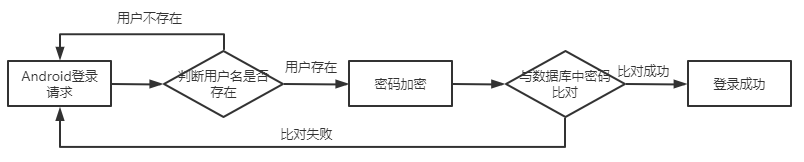 用户不存在
Android登录
请求
判断用户名是否
存在
用户存在
密码加密
与数据库中密码
比对
比对成功
登录成功
比对失败